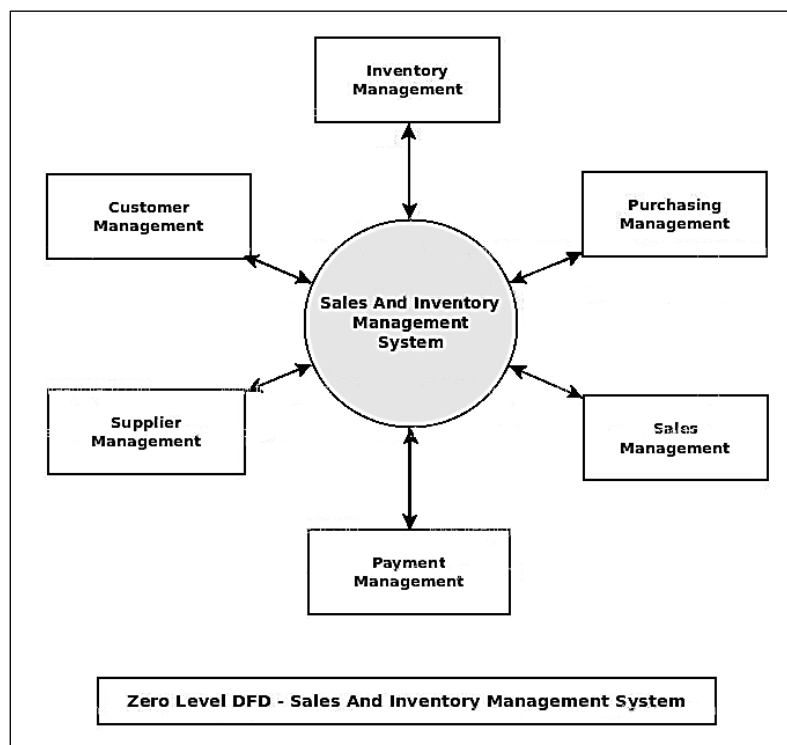 Inventory
Management
Customer
Management
Purchasing
Management
Sales And Inventory
Management
System
Supplier
Management
Sales
Management
Payment
Management
Zero Level DFD - Sales And Inventory Management System